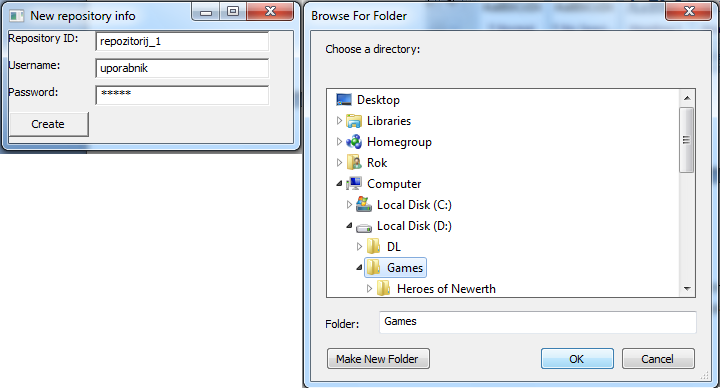 New repository info
Repository ID: repozitorij_1
Username: uporabnik
Password: *****
Create
Browse For Folder
Choose a directory:
Desktop
Libraries
Homegroup
Rok
Computer
Local Disk (C:)
Local Disk (D:)
DL
Games
Heroes of Newerth
Folder: Games
Make New Folder OK Cancel